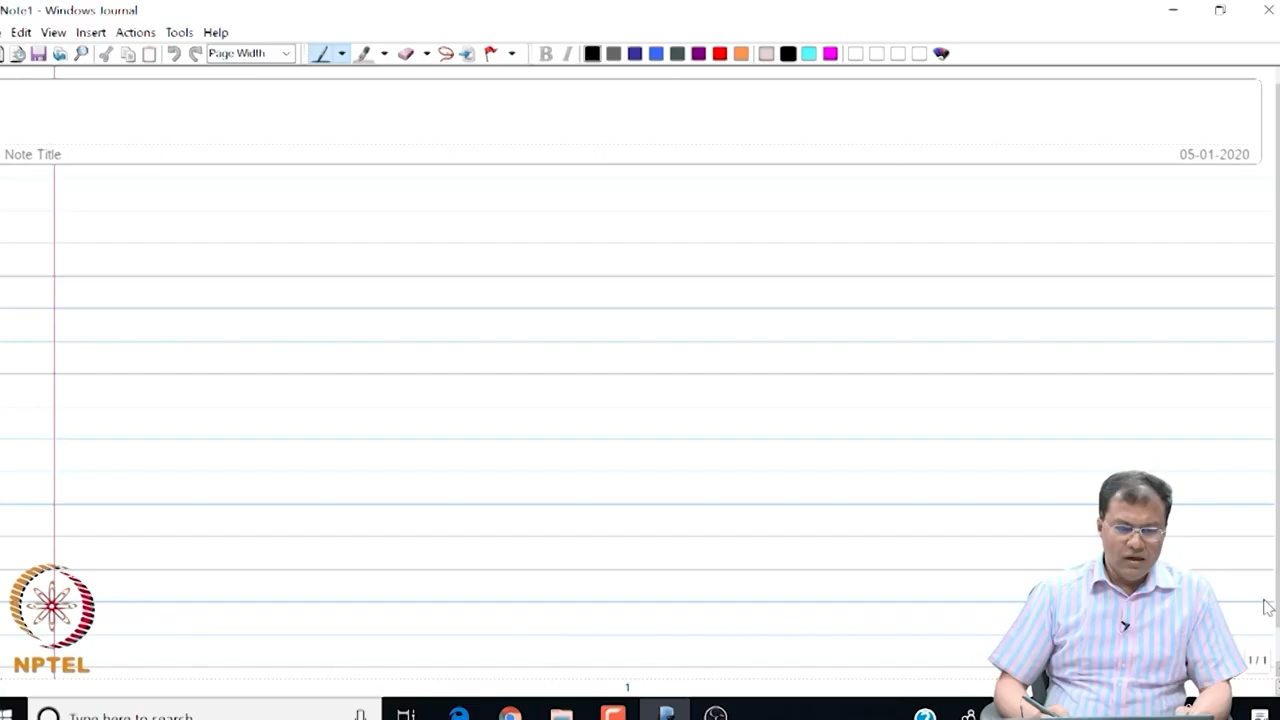 Note1 - Windows Journal
Edit View Insert Actions Tools Help
Page Width
B I
Note Title
05-01-2020
NPTEL
1 / 1
1
Type here to search